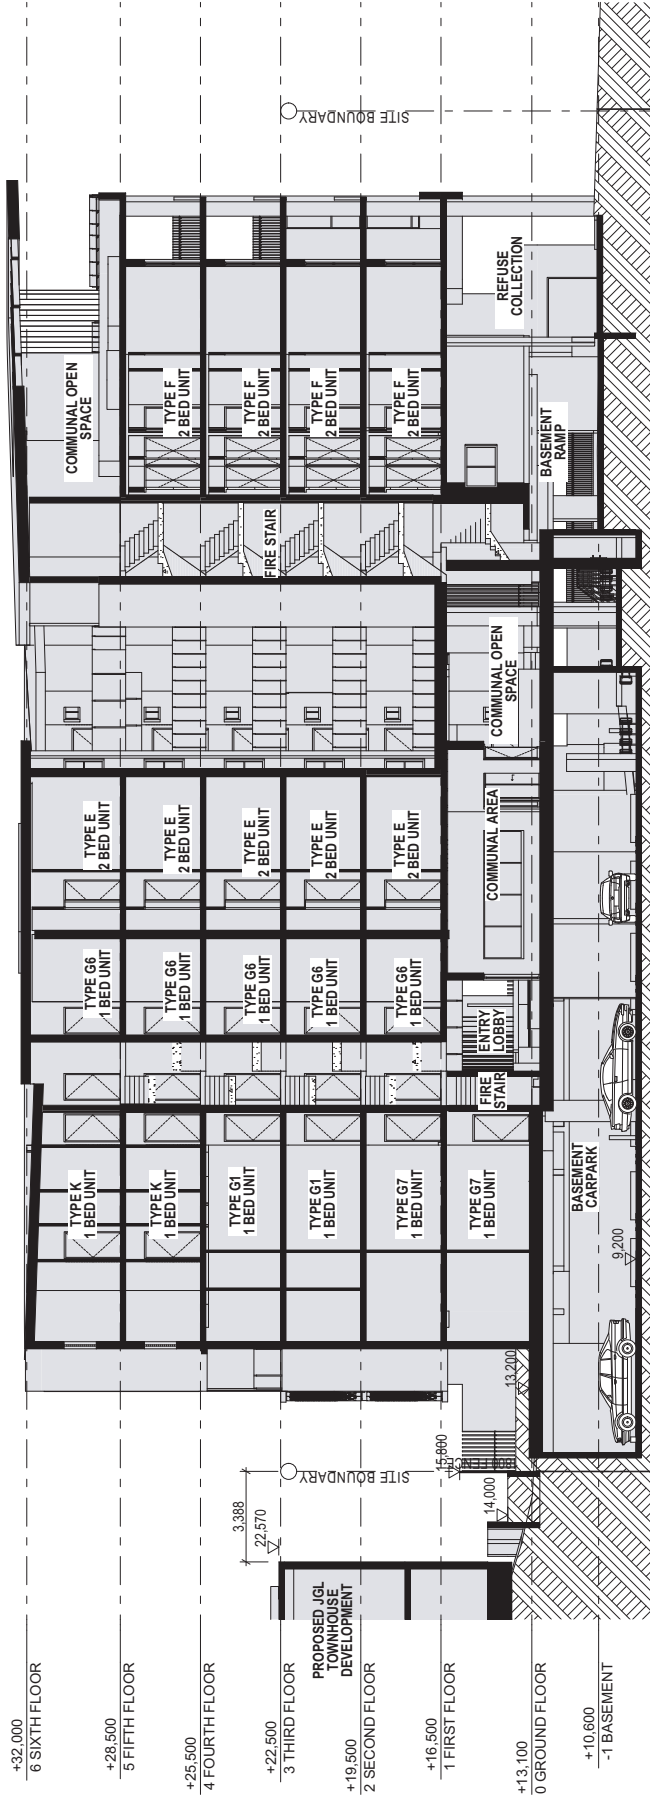 +32,000
6 SIXTH FLOOR
+28,500
5 FIFTH FLOOR
+25,500
4 FOURTH FLOOR
+22,500
3 THIRD FLOOR
+19,500
2 SECOND FLOOR
+16,500
1 FIRST FLOOR
+13,100
0 GROUND FLOOR
+10,600
-1 BASEMENT
PROPOSED JGL
TOWNHOUSE
DEVELOPMENT
3,388
22,570
SITE BOUNDARY
15,800
14,000
13,200
TYPE K
1 BED UNIT
TYPE K
1 BED UNIT
TYPE G1
1 BED UNIT
TYPE G1
1 BED UNIT
TYPE G7
1 BED UNIT
TYPE G7
1 BED UNIT
9,200
BASEMENT
CARPARK
FIRE
STAIR
ENTRY
LOBBY
TYPE G6
1 BED UNIT
TYPE G6
1 BED UNIT
TYPE G6
1 BED UNIT
TYPE G6
1 BED UNIT
TYPE G6
1 BED UNIT
TYPE E
2 BED UNIT
TYPE E
2 BED UNIT
TYPE E
2 BED UNIT
TYPE E
2 BED UNIT
TYPE E
2 BED UNIT
COMMUNAL AREA
COMMUNAL OPEN
SPACE
FIRE STAIR
COMMUNAL OPEN
SPACE
TYPE F
2 BED UNIT
TYPE F
2 BED UNIT
TYPE F
2 BED UNIT
TYPE F
2 BED UNIT
BASEMENT
RAMP
REFUSE
COLLECTION
SITE BOUNDARY